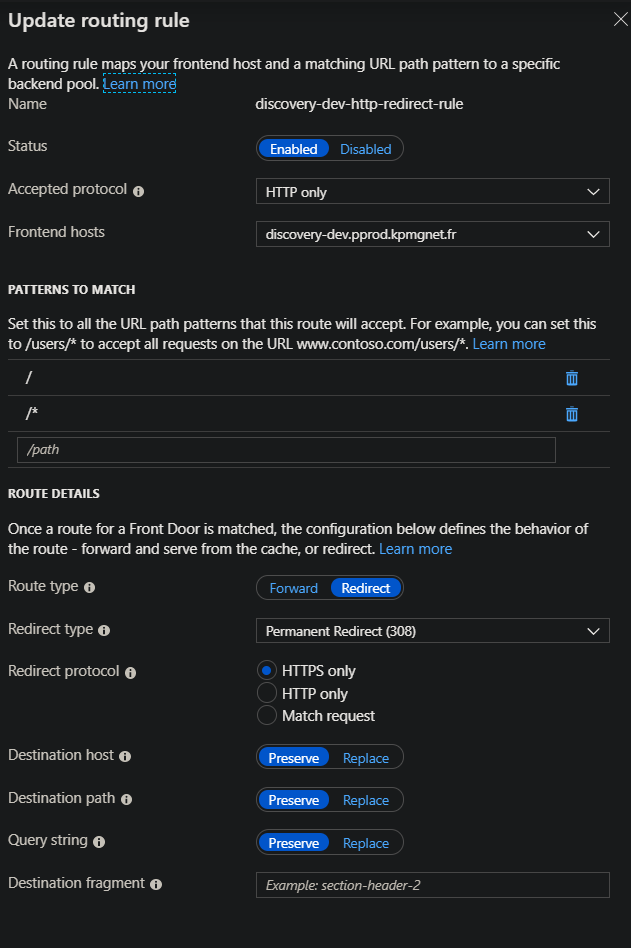 Update routing rule
A routing rule maps your frontend host and a matching URL path pattern to a specific
backend pool. Learn more
Name discovery-dev-http-redirect-rule
Status Enabled Disabled
Accepted protocol HTTP only
Frontend hosts discovery-dev.pprod.kpmgnet.fr
PATTERNS TO MATCH
Set this to all the URL path patterns that this route will accept. For example, you can set this
to /users/* to accept all requests on the URL www.contoso.com/users/*. Learn more
/
/*
/path
ROUTE DETAILS
Once a route for a Front Door is matched, the configuration below defines the behavior of
the route - forward and serve from the cache, or redirect. Learn more
Route type Forward Redirect
Redirect type Permanent Redirect (308)
Redirect protocol HTTPS only
HTTP only
Match request
Destination host Preserve Replace
Destination path Preserve Replace
Query string Preserve Replace
Destination fragment Example: section-header-2